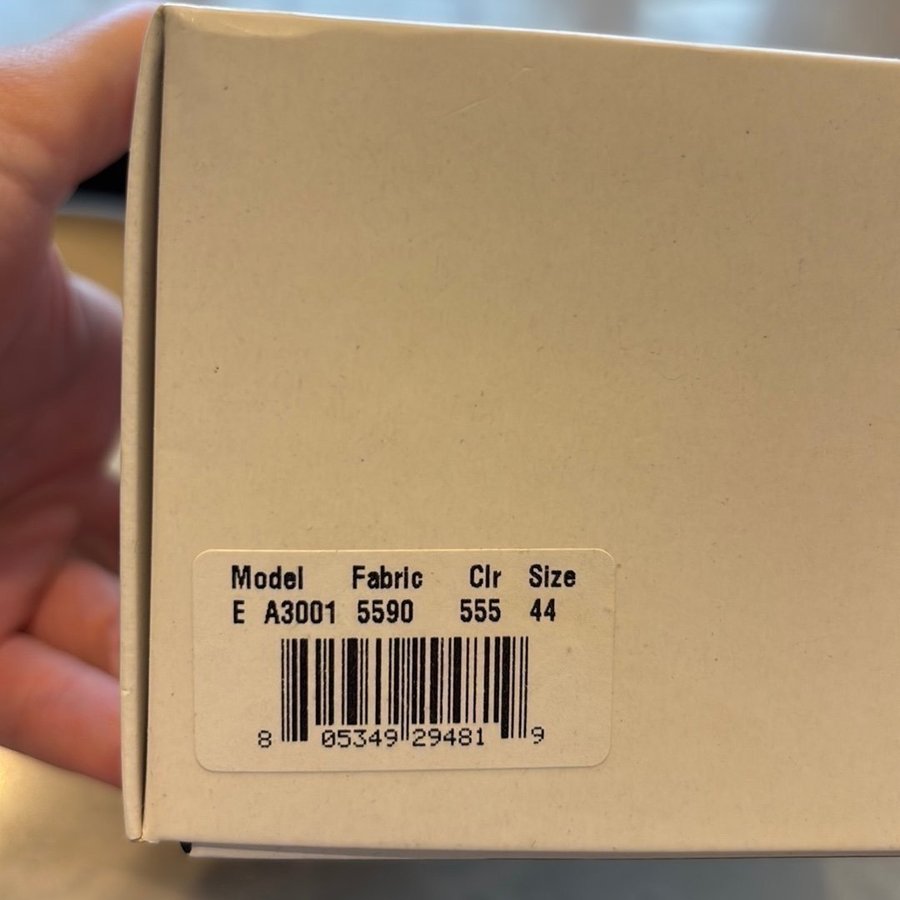 Model Fabric Clr Size
E A3001 5590 555 44
8 05349 29481 9